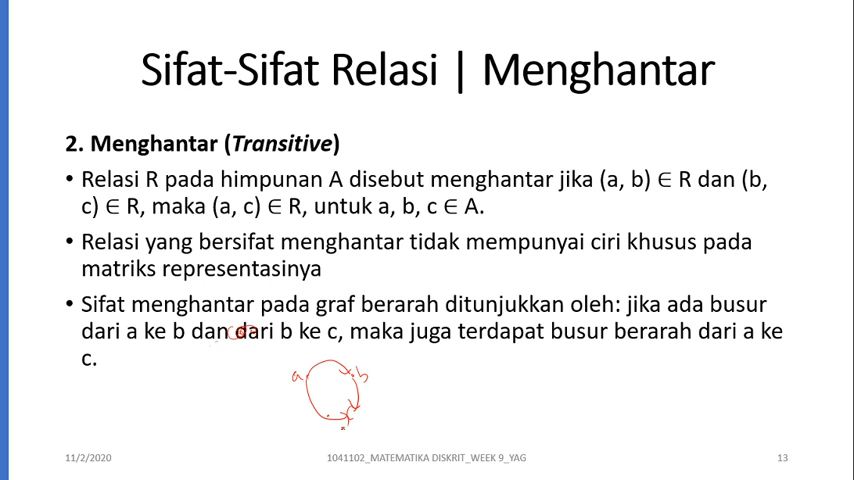 Sifat-Sifat Relasi | Menghantar
2. Menghantar (Transitive)
• Relasi R pada himpunan A disebut menghantar jika (a, b) ∈ R dan (b,
c) ∈ R, maka (a, c) ∈ R, untuk a, b, c ∈ A.
• Relasi yang bersifat menghantar tidak mempunyai ciri khusus pada
matriks representasinya
• Sifat menghantar pada graf berarah ditunjukkan oleh: jika ada busur
dari a ke b dan dari b ke c, maka juga terdapat busur berarah dari a ke
c.
a b
11/2/2020 1041102_MATEMATIKA DISKRIT_WEEK 9_YAG 13